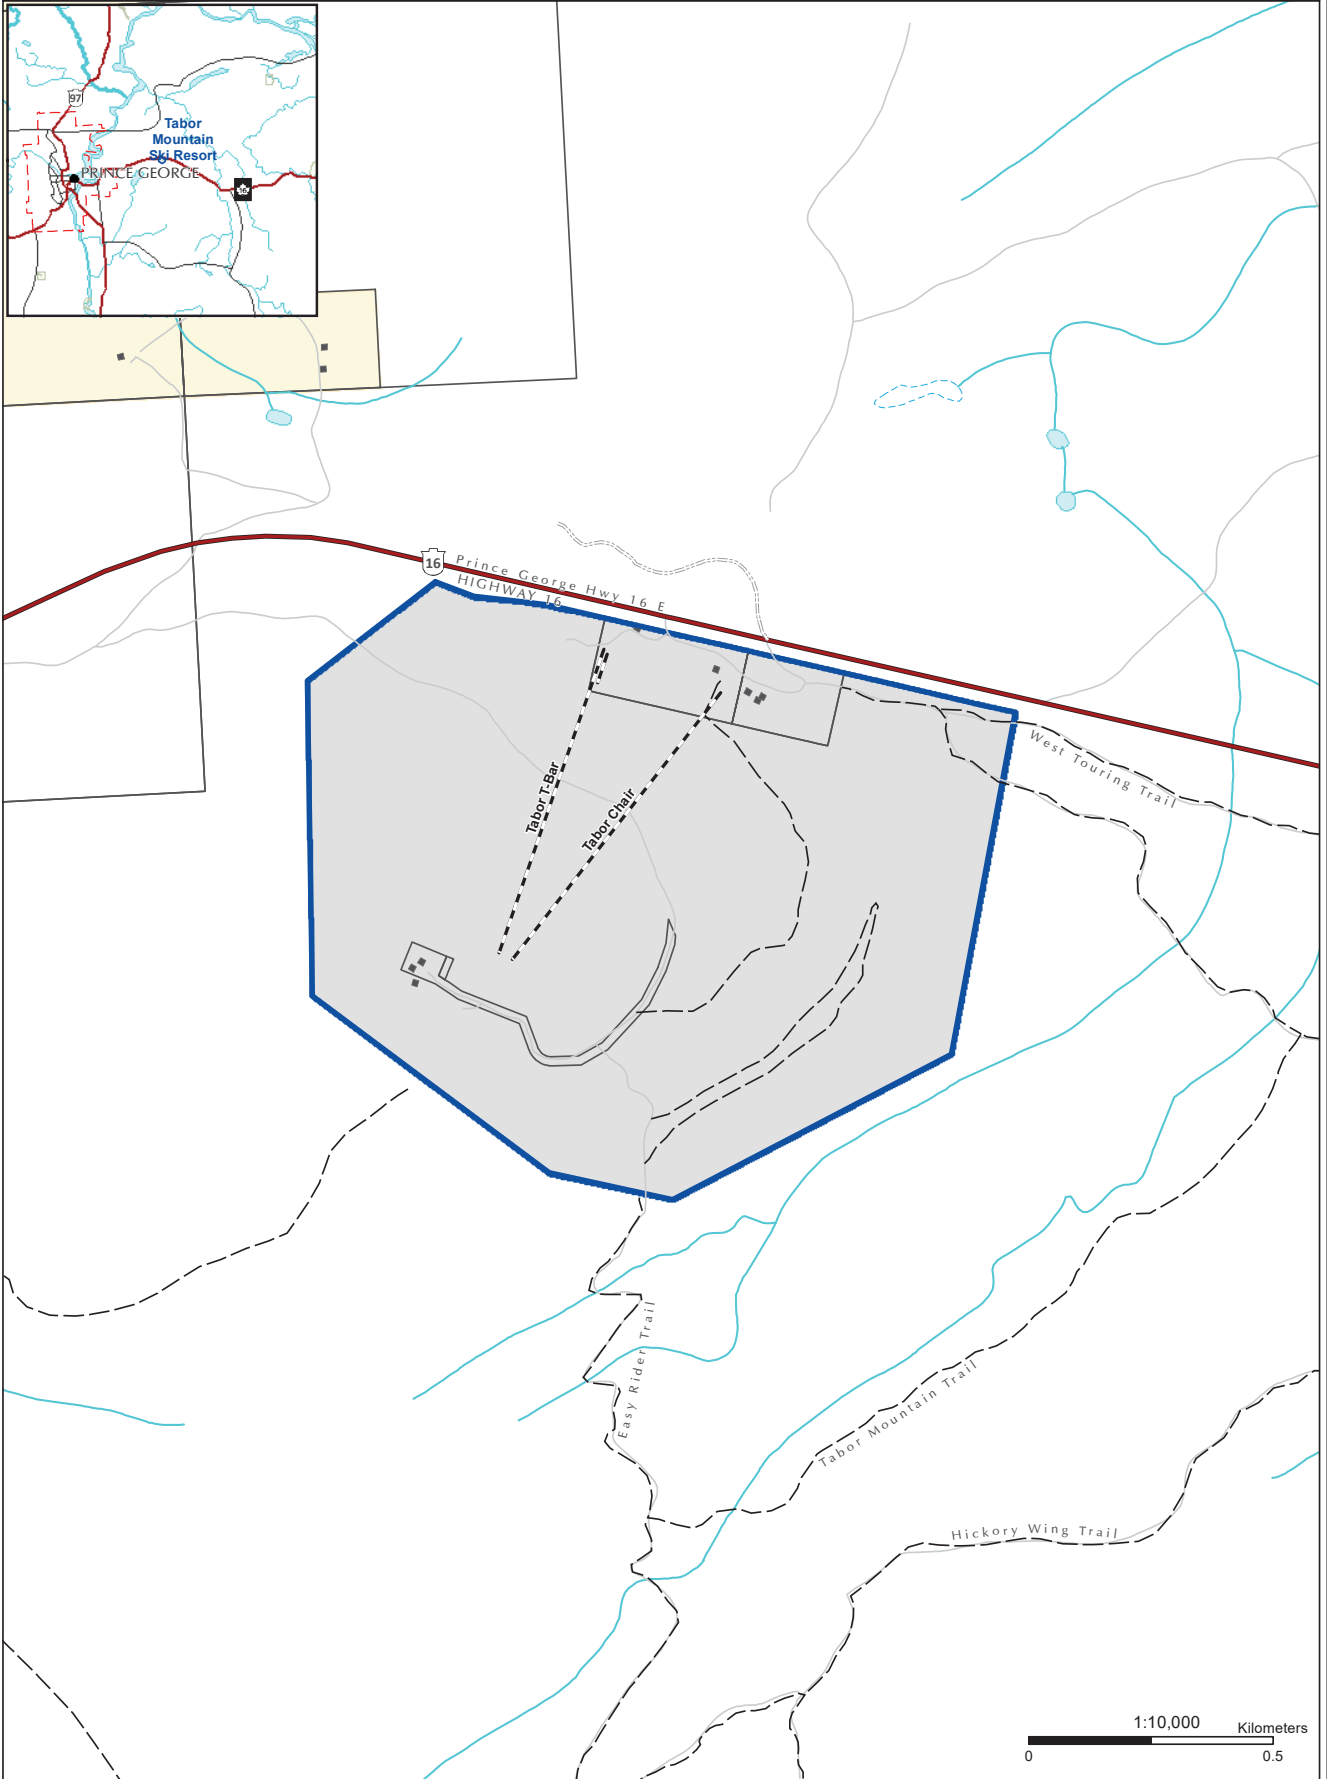 97
Tabor
Mountain
Ski Resort
PRINCE GEORGE
16
16
Prince George Hwy 16 E
HIGHWAY 16
West Touring Trail
Tabor T-Bar
Tabor Chair
Easy Rider Trail
Tabor Mountain Trail
Hickory Wing Trail
1:10,000
Kilometers
0
0.5